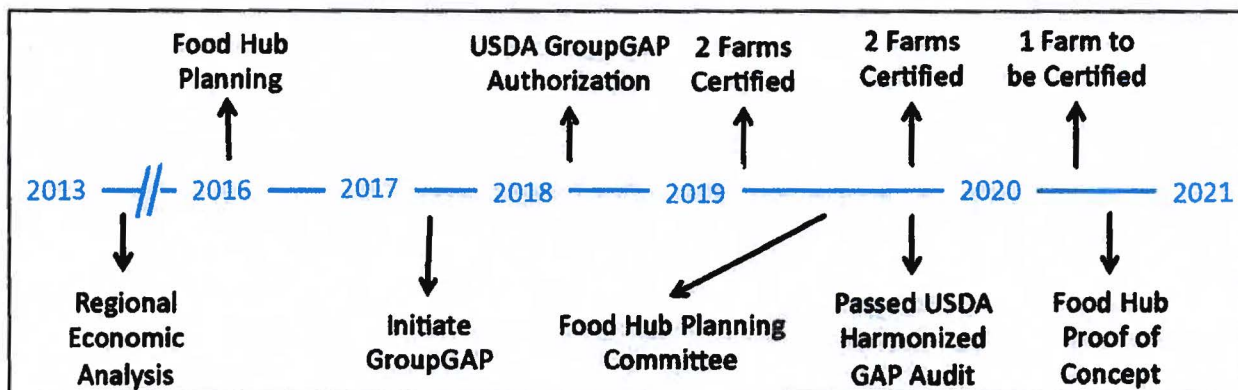 Food Hub
Planning
USDA GroupGAP
Authorization
2 Farms
Certified
2 Farms
Certified
1 Farm to
be Certified
2013 2016 2017 2018 2019 2020 2021
Regional
Economic
Analysis
Initiate
GroupGAP
Food Hub Planning
Committee
Passed USDA
Harmonized
GAP Audit
Food Hub
Proof of
Concept